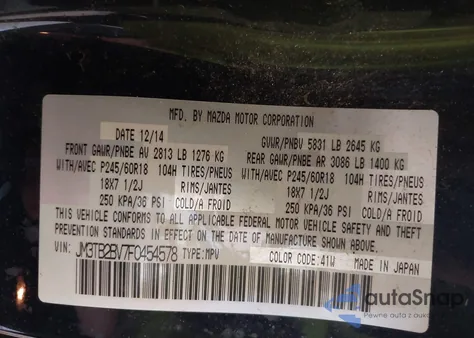 MFD. BY MAZDA MOTOR CORPORATION
DATE 12/14 GVWR/PNBV 5831 LB 2645 KG
FRONT GAWR/PNBE AV 2813 LB 1276 KG REAR GAWR/PNBE AR 3086 LB 1400 KG
WITH/AVEC P245/60R18 104H TIRES/PNEUS WITH/AVEC P245/60R18 104H TIRES/PNEUS
18X7 1/2J RIMS/JANTES 18X7 1/2J RIMS/JANTES
250 KPA/36 PSI COLD/A FROID 250 KPA/36 PSI COLD/A FROID
THIS VEHICLE CONFORMS TO ALL APPLICABLE FEDERAL MOTOR VEHICLE SAFETY AND THEFT
PREVENTION STANDARDS IN EFFECT ON THE DATE OF MANUFACTURE SHOWN ABOVE.
VIN: JM3TB2BV7F0454578 TYPE: MPV COLOR CODE: 41W MADE IN JAPAN
autoSnap
Pewne auta z aukcji